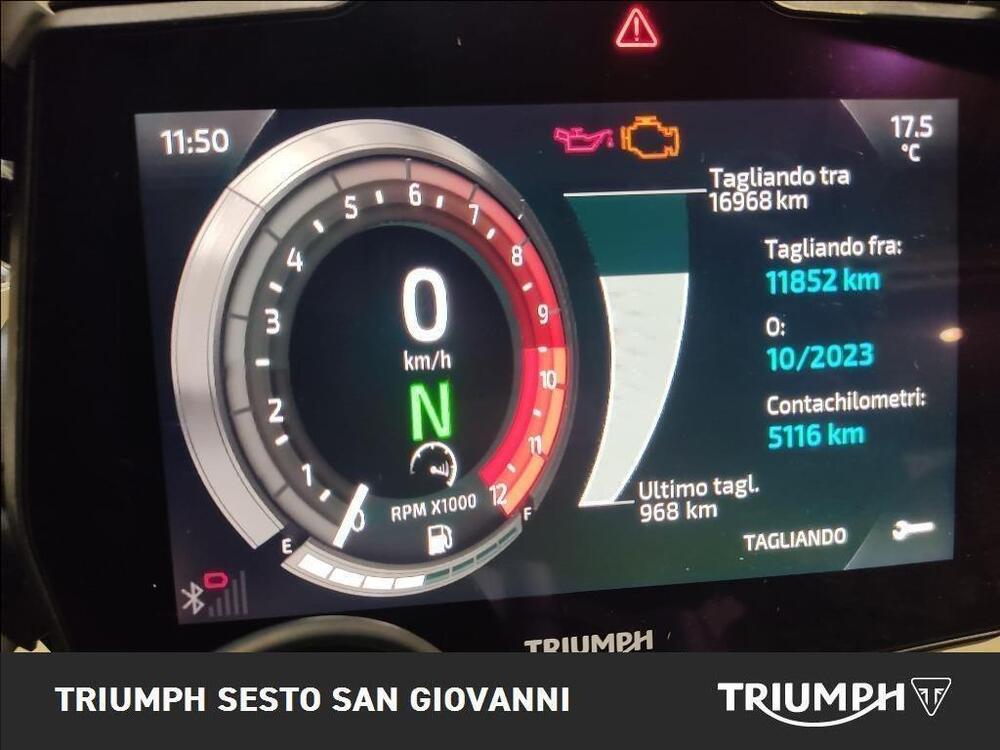 11:50
17.5
°C
Tagliando tra
16968 km
Tagliando fra:
11852 km
O:
10/2023
Contachilometri:
5116 km
Ultimo tagl.
968 km
TAGLIANDO
0
1
2
3
4
5
6
7
8
9
10
11
12
0
km/h
N
RPM X1000
E
F
TRIUMPH
TRIUMPH SESTO SAN GIOVANNI
TRIUMPH